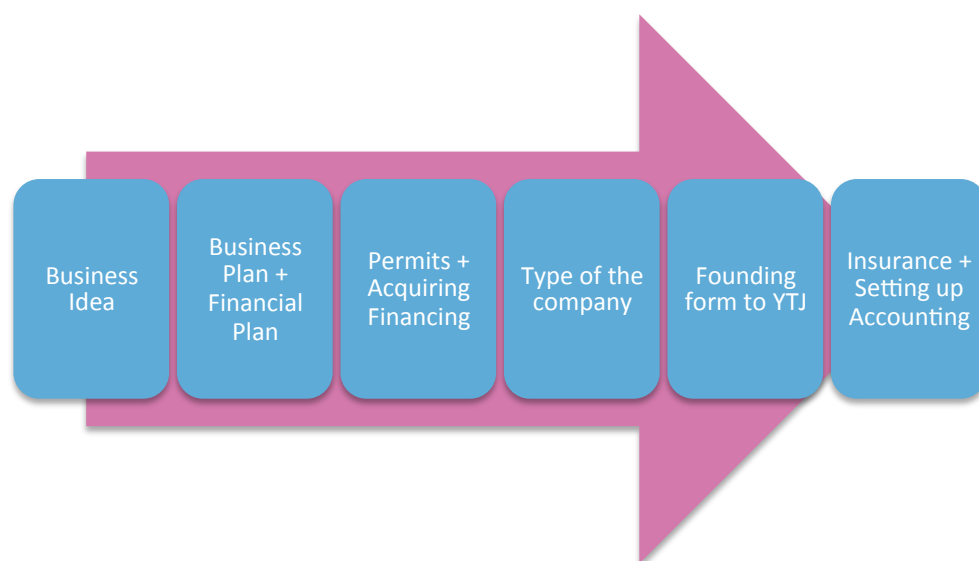 Business
Idea
Business
Plan +
Financial
Plan
Permits +
Acquiring
Financing
Type of the
company
Founding
form to YTJ
Insurance +
Setting up
Accounting